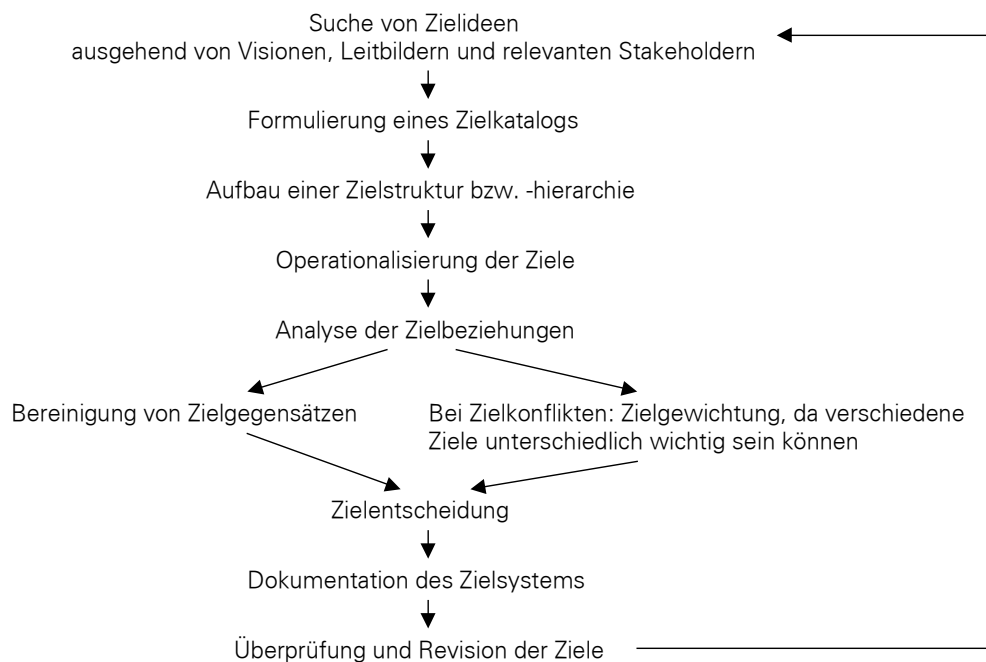 Suche von Zielideen
ausgehend von Visionen, Leitbildern und relevanten Stakeholdern
Formulierung eines Zielkatalogs
Aufbau einer Zielstruktur bzw. -hierarchie
Operationalisierung der Ziele
Analyse der Zielbeziehungen
Bereinigung von Zielgegensätzen
Bei Zielkonflikten: Zielgewichtung, da verschiedene
Ziele unterschiedlich wichtig sein können
Zielentscheidung
Dokumentation des Zielsystems
Überprüfung und Revision der Ziele